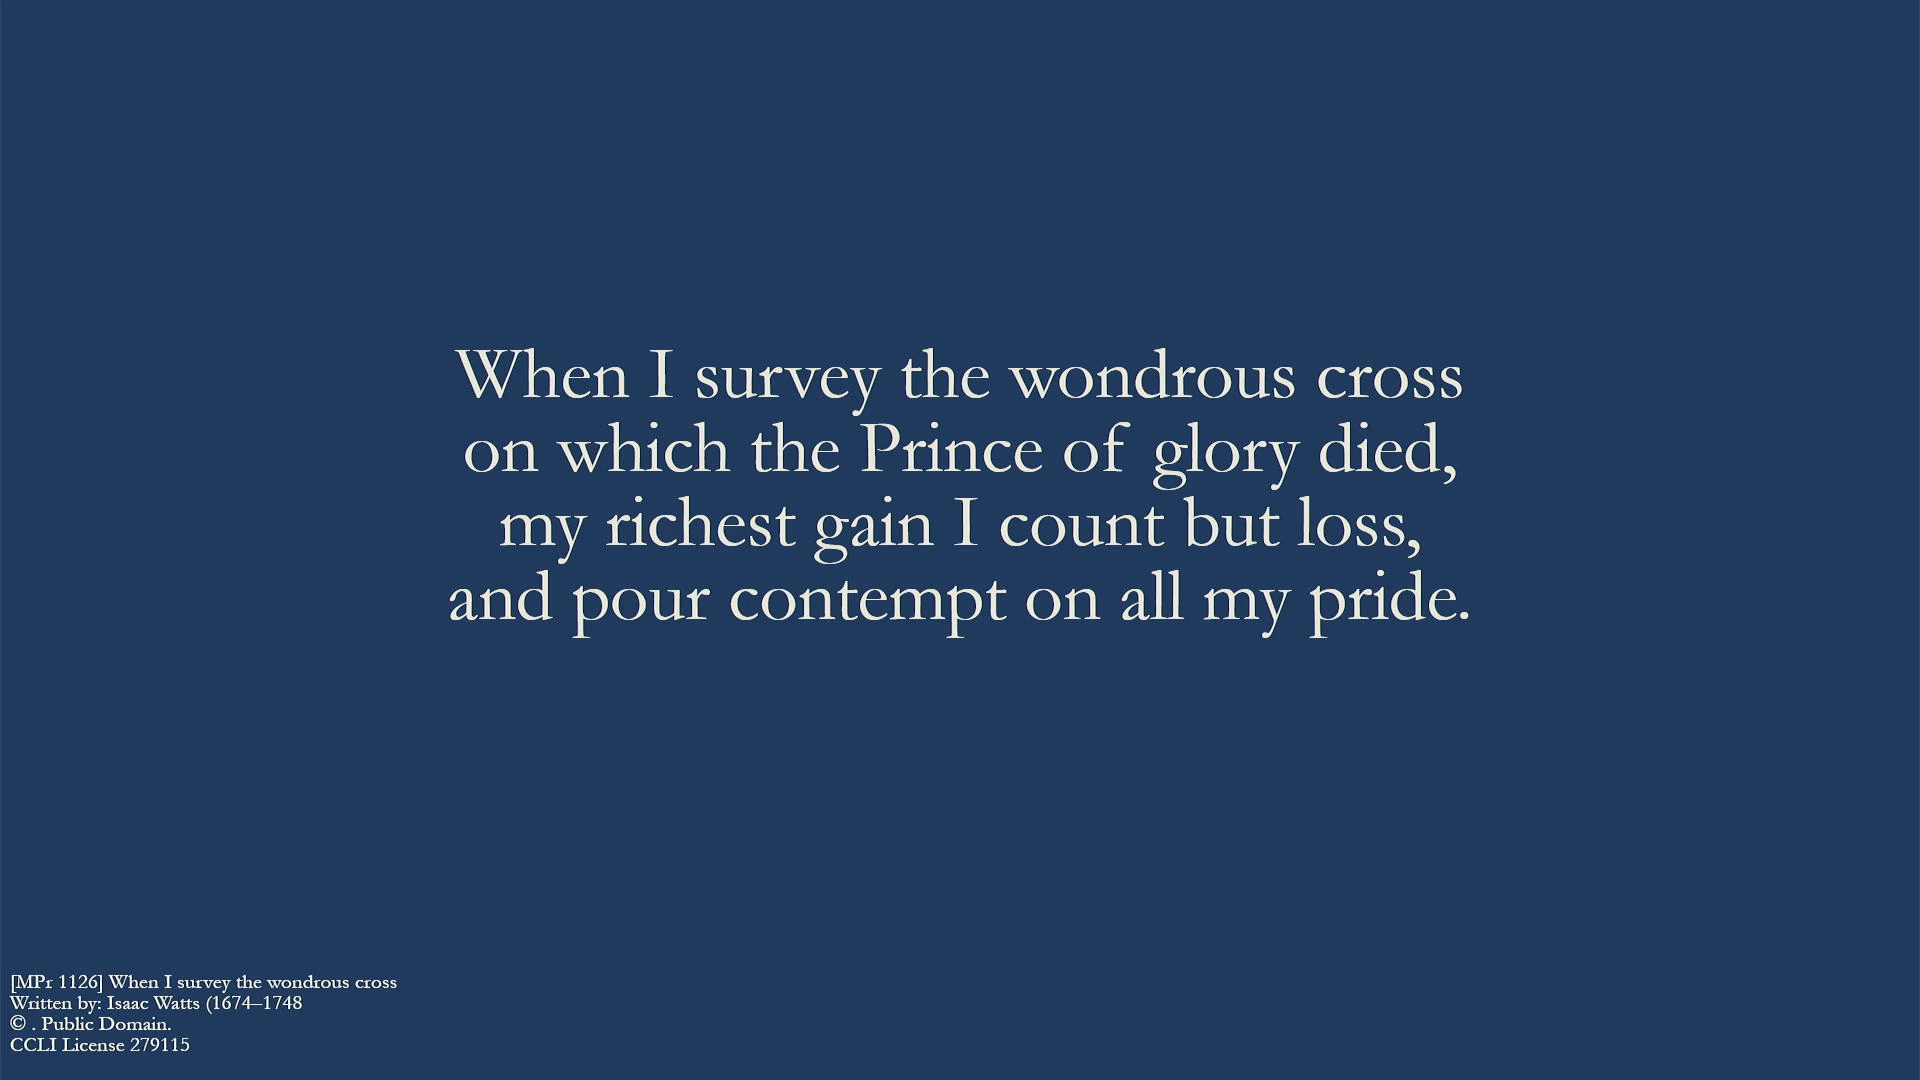 When I survey the wondrous cross
on which the Prince of glory died,
my richest gain I count but loss,
and pour contempt on all my pride.
[MPr 1126] When I survey the wondrous cross
Written by: Isaac Watts (1674–1748
© . Public Domain.
CCLI License 279115